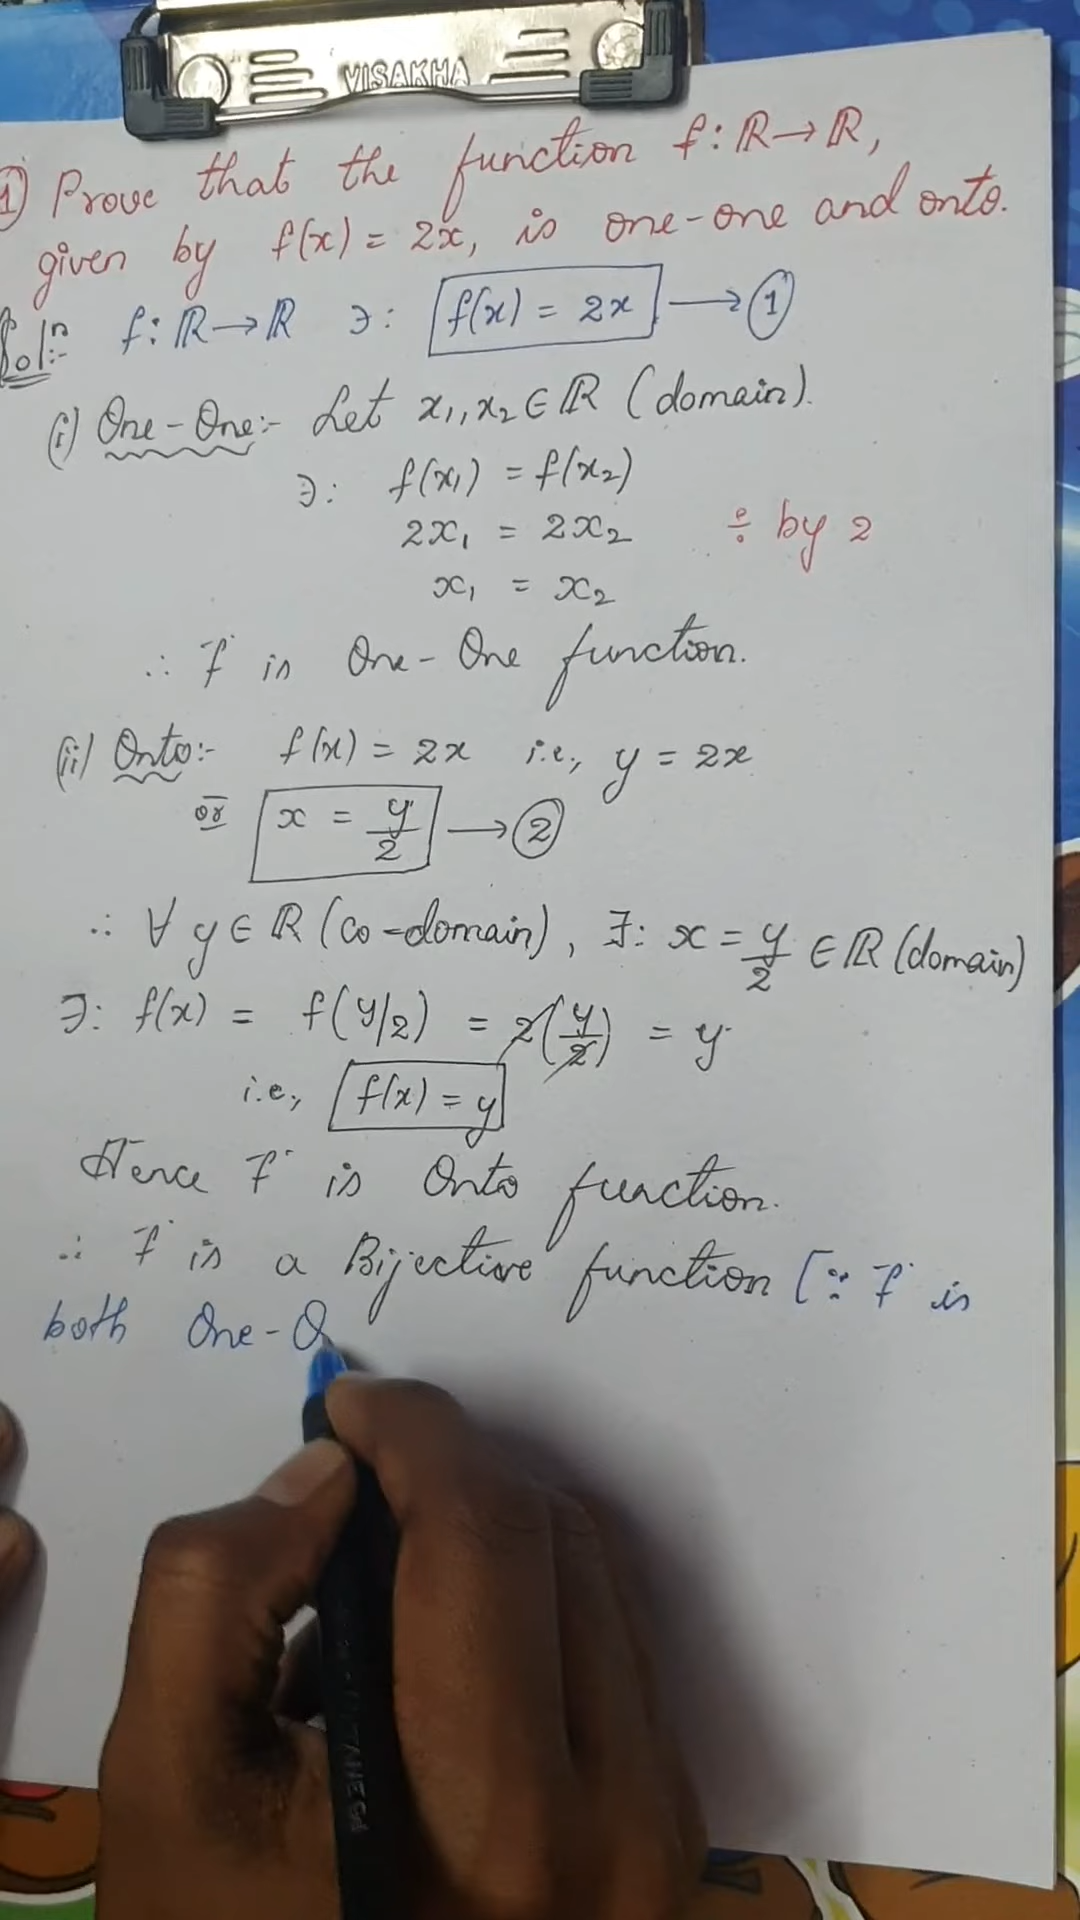 VISAKHA
1) Prove that the function f: ℝ→ℝ,
given by f(x) = 2x, is one-one and onto.
Solⁿ:- f: ℝ→ℝ ∋: f(x) = 2x → ①
(i) One-One:- Let x₁, x₂ ∈ ℝ (domain).
∋: f(x₁) = f(x₂)
2x₁ = 2x₂ ÷ by 2
x₁ = x₂
∴ 'f' is One-One function.
(ii) Onto:- f(x) = 2x i.e., y = 2x
or x = y/2 → ②
∴ ∀ y ∈ ℝ (co-domain), ∃: x = y/2 ∈ ℝ (domain)
∋: f(x) = f(y/2) = 2(y/2) = y
i.e., f(x) = y
Hence 'f' is Onto function.
∴ 'f' is a Bijective function [∵ 'f' is
both One-O